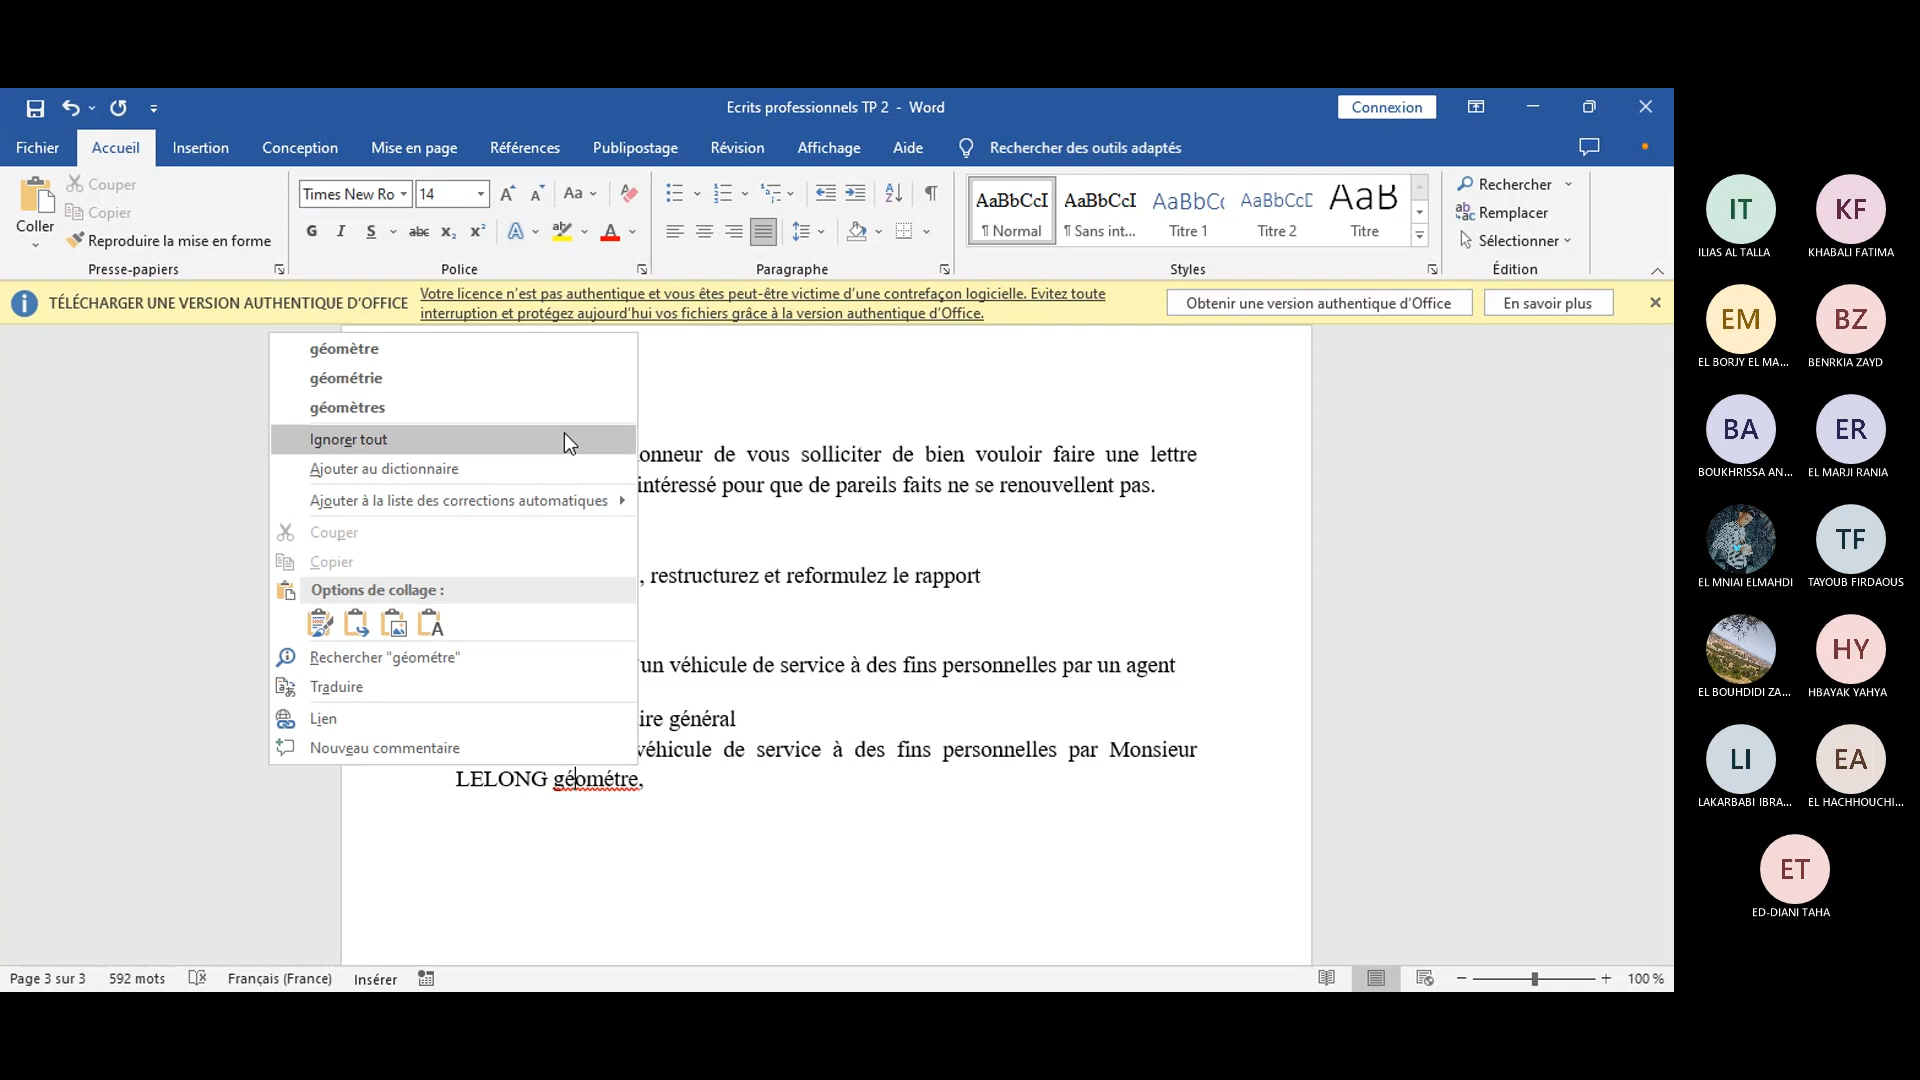 Ecrits professionnels TP 2 - Word
Connexion
Fichier Accueil Insertion Conception Mise en page Références Publipostage Révision Affichage Aide Rechercher des outils adaptés
Coller
Couper
Copier
Reproduire la mise en forme
Presse-papiers
Times New Ro 14
G I S abc x₂ x²
Police
Paragraphe
AaBbCcI AaBbCcI AaBbCc AaBbCcD AaB
¶ Normal ¶ Sans int... Titre 1 Titre 2 Titre
Styles
Rechercher
Remplacer
Sélectionner
Édition
TÉLÉCHARGER UNE VERSION AUTHENTIQUE D'OFFICE
Votre licence n'est pas authentique et vous êtes peut-être victime d'une contrefaçon logicielle. Evitez toute
interruption et protégez aujourd'hui vos fichiers grâce à la version authentique d'Office.
Obtenir une version authentique d'Office
En savoir plus
géomètre
géométrie
géomètres
Ignorer tout
Ajouter au dictionnaire
Ajouter à la liste des corrections automatiques
Couper
Copier
Options de collage :
Rechercher "géométre"
Traduire
Lien
Nouveau commentaire
onneur de vous solliciter de bien vouloir faire une lettre
intéressé pour que de pareils faits ne se renouvellent pas.
, restructurez et reformulez le rapport
un véhicule de service à des fins personnelles par un agent
ire général
véhicule de service à des fins personnelles par Monsieur
LELONG géométre,
Page 3 sur 3 592 mots Français (France) Insérer 100 %
IT
ILIAS AL TALLA
KF
KHABALI FATIMA
EM
EL BORJY EL MA...
BZ
BENRKIA ZAYD
BA
BOUKHRISSA AN...
ER
EL MARJI RANIA
EL MNIAI ELMAHDI
TF
TAYOUB FIRDAOUS
EL BOUHDIDI ZA...
HY
HBAYAK YAHYA
LI
LAKARBABI IBRA...
EA
EL HACHHOUCHI...
ET
ED-DIANI TAHA